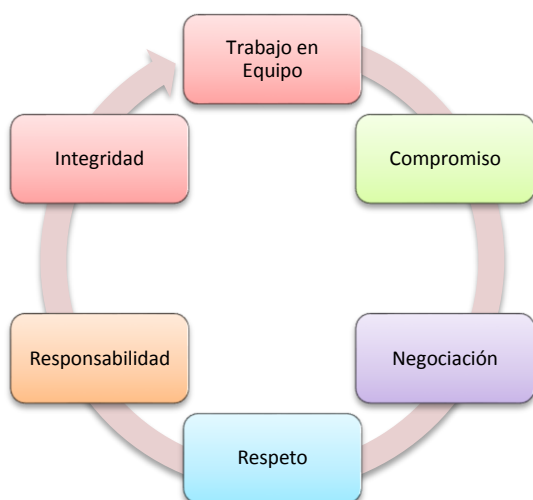 Trabajo en
Equipo
Compromiso
Negociación
Respeto
Responsabilidad
Integridad